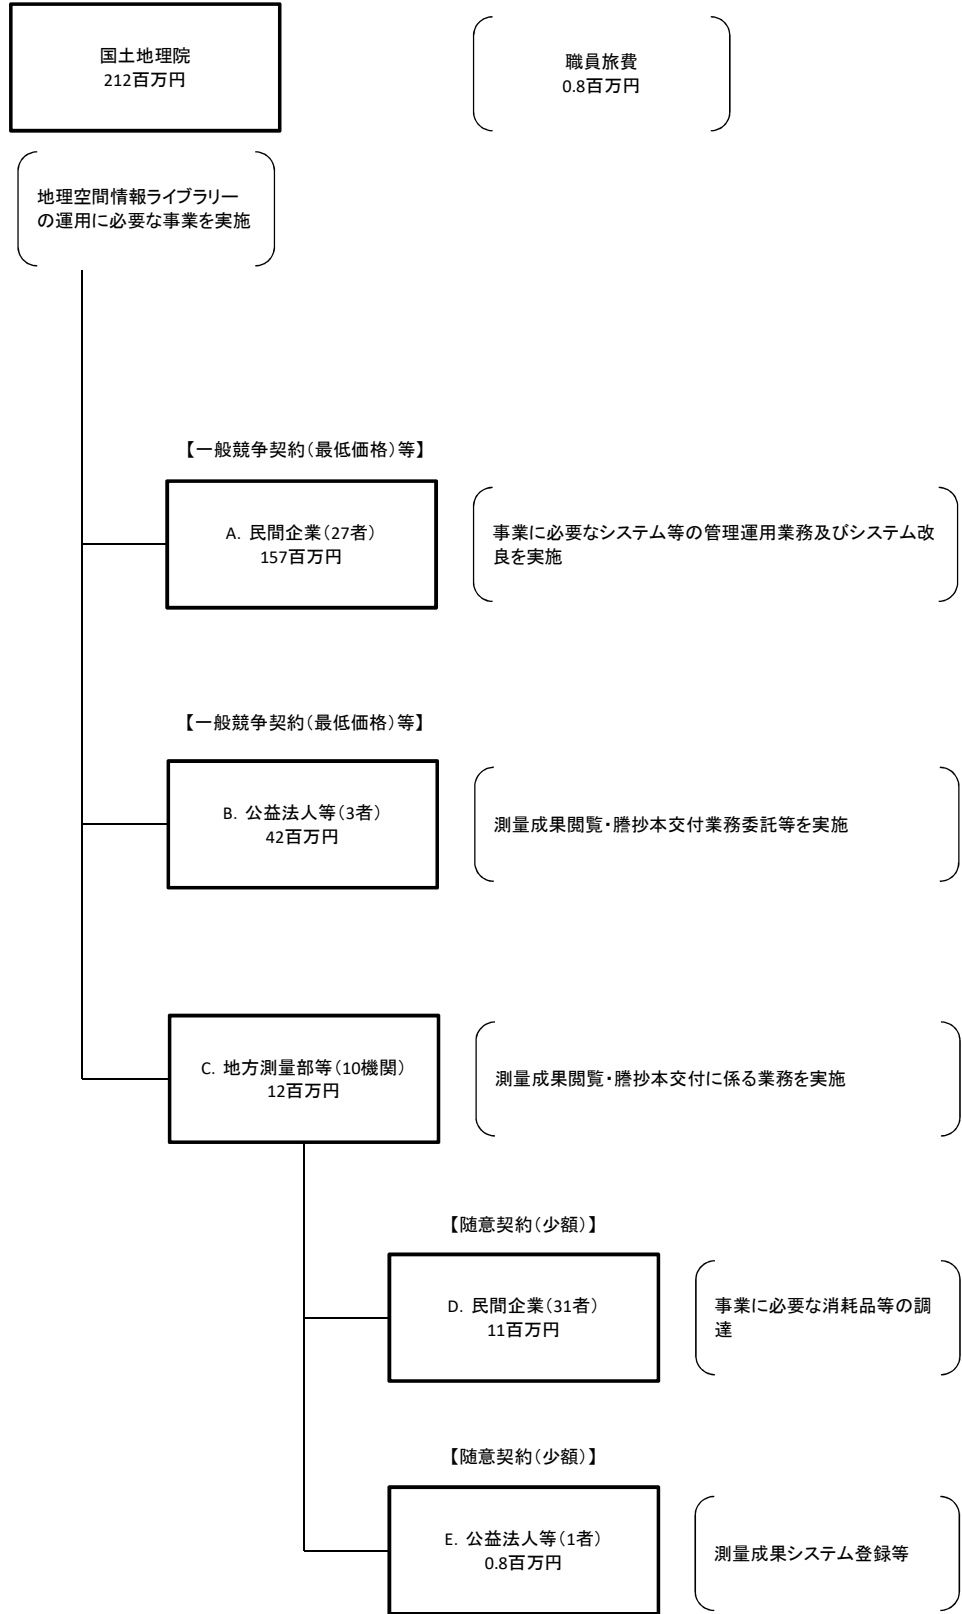 国土地理院
212百万円
職員旅費
0.8百万円
地理空間情報ライブラリー
の運用に必要な事業を実施
【一般競争契約(最低価格)等】
A. 民間企業(27者)
157百万円
事業に必要なシステム等の管理運用業務及びシステム改
良を実施
【一般競争契約(最低価格)等】
B. 公益法人等(3者)
42百万円
測量成果閲覧・謄抄本交付業務委託等を実施
C. 地方測量部等(10機関)
12百万円
測量成果閲覧・謄抄本交付に係る業務を実施
【随意契約(少額)】
D. 民間企業(31者)
11百万円
事業に必要な消耗品等の調
達
【随意契約(少額)】
E. 公益法人等(1者)
0.8百万円
測量成果システム登録等